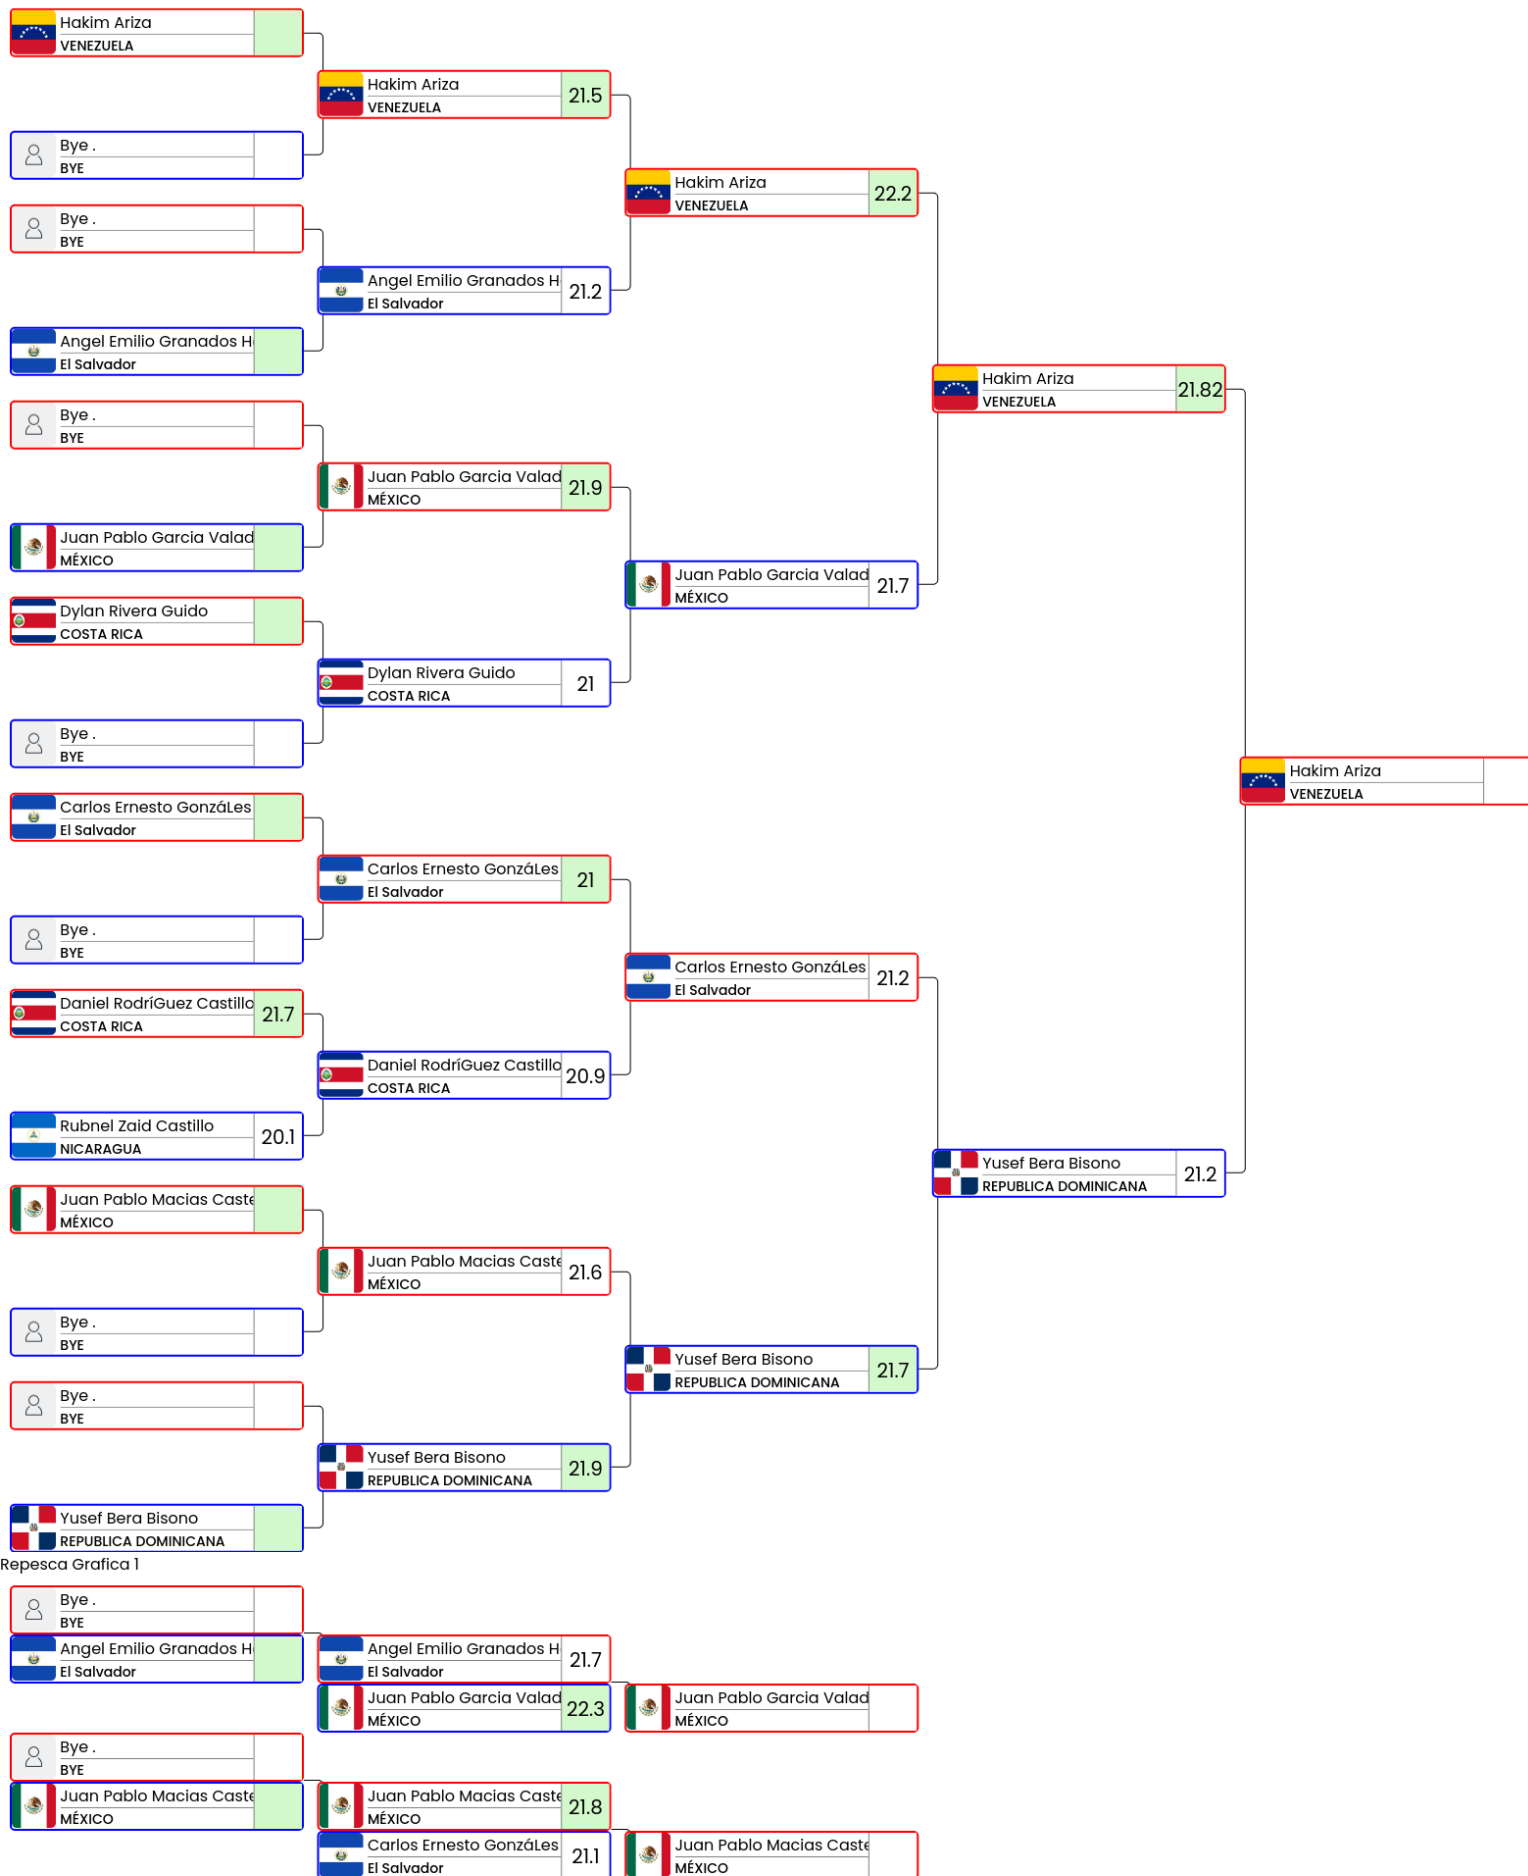 Hakim Ariza
VENEZUELA
Hakim Ariza
21.5
VENEZUELA
Bye .
BYE
Hakim Ariza
22.2
VENEZUELA
Bye .
BYE
Angel Emilio Granados H
21.2
El Salvador
Angel Emilio Granados H
El Salvador
Hakim Ariza
21.82
VENEZUELA
Bye .
BYE
Juan Pablo Garcia Valad
21.9
MÉXICO
Juan Pablo Garcia Valad
MÉXICO
Juan Pablo Garcia Valad
21.7
MÉXICO
Dylan Rivera Guido
COSTA RICA
Dylan Rivera Guido
21
COSTA RICA
Bye .
BYE
Hakim Ariza
VENEZUELA
Carlos Ernesto GonzáLes
El Salvador
Carlos Ernesto GonzáLes
21
El Salvador
Bye .
BYE
Carlos Ernesto GonzáLes
21.2
El Salvador
Daniel RodríGuez Castillo
21.7
COSTA RICA
Daniel RodríGuez Castillo
20.9
COSTA RICA
Rubnel Zaid Castillo
20.1
NICARAGUA
Yusef Bera Bisono
21.2
REPUBLICA DOMINICANA
Juan Pablo Macias Caste
MÉXICO
Juan Pablo Macias Caste
21.6
MÉXICO
Bye .
BYE
Yusef Bera Bisono
21.7
REPUBLICA DOMINICANA
Bye .
BYE
Yusef Bera Bisono
21.9
REPUBLICA DOMINICANA
Yusef Bera Bisono
REPUBLICA DOMINICANA
Repesca Grafica 1
Bye .
BYE
Angel Emilio Granados H
El Salvador
Angel Emilio Granados H
21.7
El Salvador
Juan Pablo Garcia Valad
22.3
MÉXICO
Juan Pablo Garcia Valad
MÉXICO
Bye .
BYE
Juan Pablo Macias Caste
MÉXICO
Juan Pablo Macias Caste
21.8
MÉXICO
Carlos Ernesto GonzáLes
21.1
El Salvador
Juan Pablo Macias Caste
MÉXICO